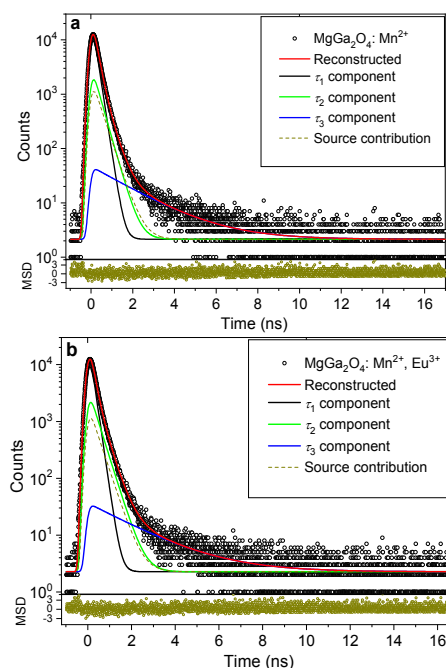 a
MgGa₂O₄: Mn²⁺
Reconstructed
τ₁ component
τ₂ component
τ₃ component
Source contribution
Counts
10⁴
10³
10²
10¹
10⁰
MSD
3
0
-3
0 2 4 6 8 10 12 14 16
Time (ns)
b
MgGa₂O₄: Mn²⁺, Eu³⁺
Reconstructed
τ₁ component
τ₂ component
τ₃ component
Source contribution
Counts
10⁴
10³
10²
10¹
10⁰
MSD
3
0
-3
0 2 4 6 8 10 12 14 16
Time (ns)